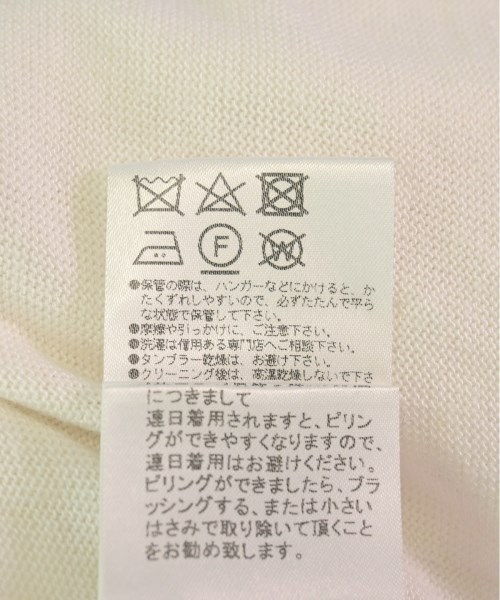 F
W
●保管の際は、ハンガーなどにかけると、か
たくずれしやすいので、必ずたたんで平ら
な状態で保管して下さい。
●摩擦や引っかけに、ご注意下さい。
●洗濯は信用ある専門店へご相談下さい。
●タンブラー乾燥は、お避け下さい。
●クリーニング後は、高温乾燥しないで下さ
につきまして
連日着用されますと、ピリン
グができやすくなりますので、
連日着用はお避けください。
ピリングができましたら、ブラ
ッシングする、または小さい
はさみで取り除いて頂くこと
をお勧め致します。